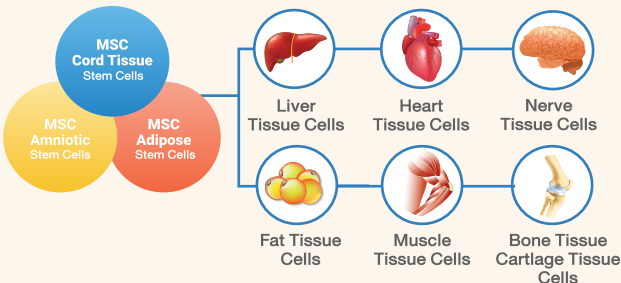 MSC
Cord Tissue
Stem Cells
MSC
Amniotic
Stem Cells
MSC
Adipose
Stem Cells
Liver
Tissue Cells
Heart
Tissue Cells
Nerve
Tissue Cells
Fat Tissue
Cells
Muscle
Tissue Cells
Bone Tissue
Cartlage Tissue
Cells